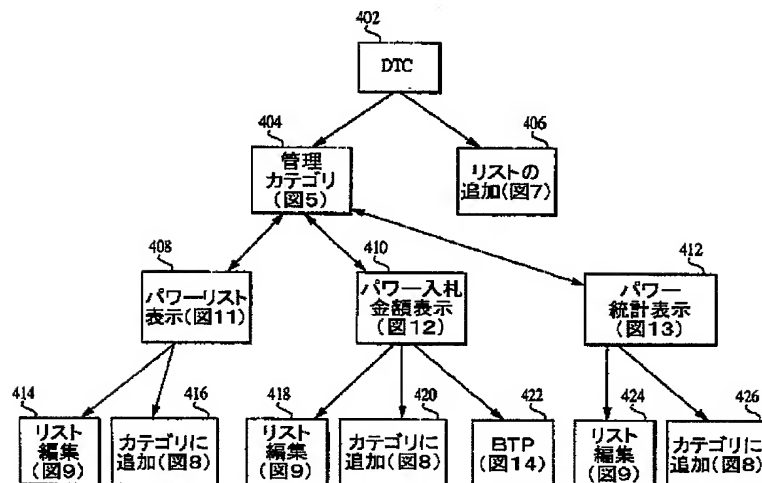 402
DTC
404
管理
カテゴリ
(図5)
406
リストの
追加(図7)
408
パワーリスト
表示(図11)
410
パワー入札
金額表示
(図12)
412
パワー
統計表示
(図13)
414
リスト
編集
(図9)
416
カテゴリに
追加(図8)
418
リスト
編集
(図9)
420
カテゴリに
追加(図8)
422
BTP
(図14)
424
リスト
編集
(図9)
426
カテゴリに
追加(図8)